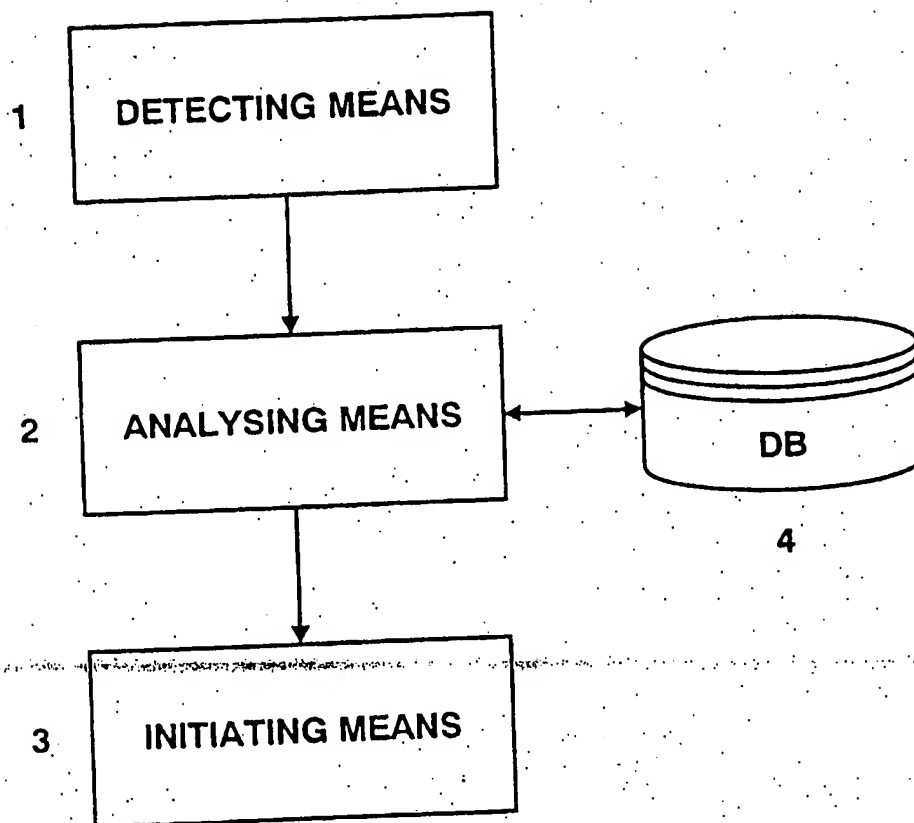 1
DETECTING MEANS
2
ANALYSING MEANS
DB
4
3
INITIATING MEANS